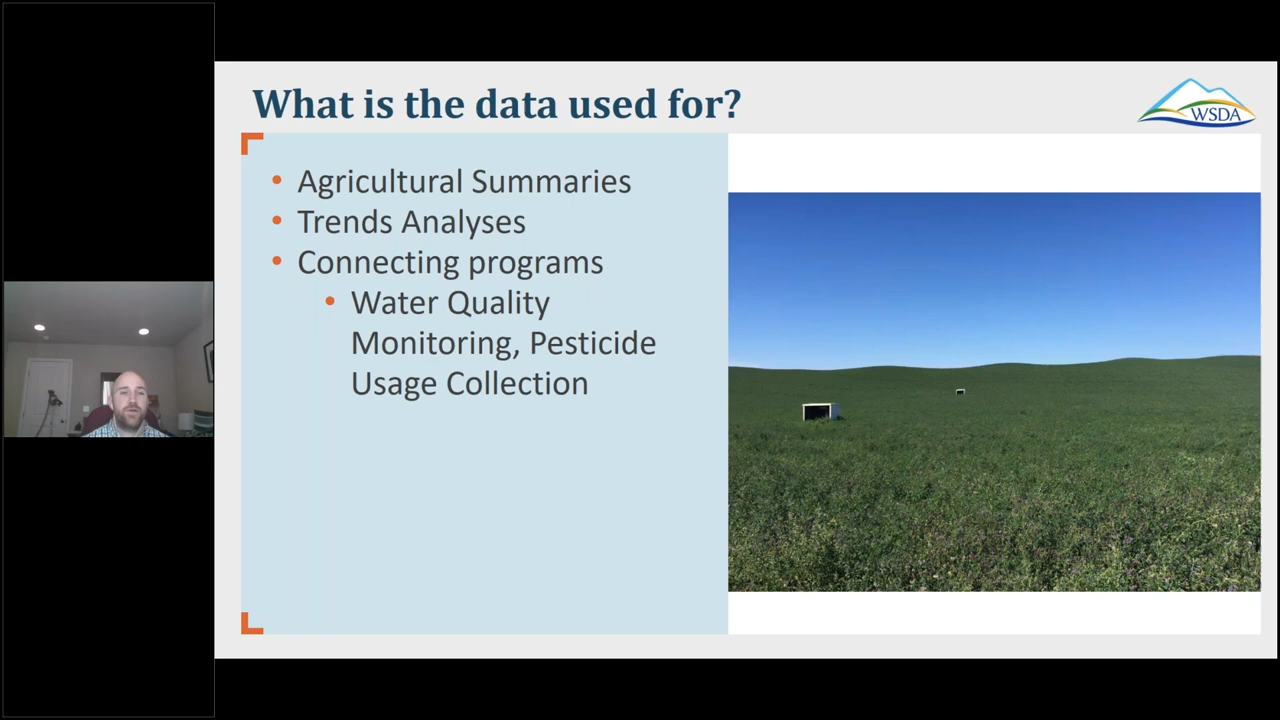 What is the data used for?
WSDA
• Agricultural Summaries
• Trends Analyses
• Connecting programs
• Water Quality
Monitoring, Pesticide
Usage Collection